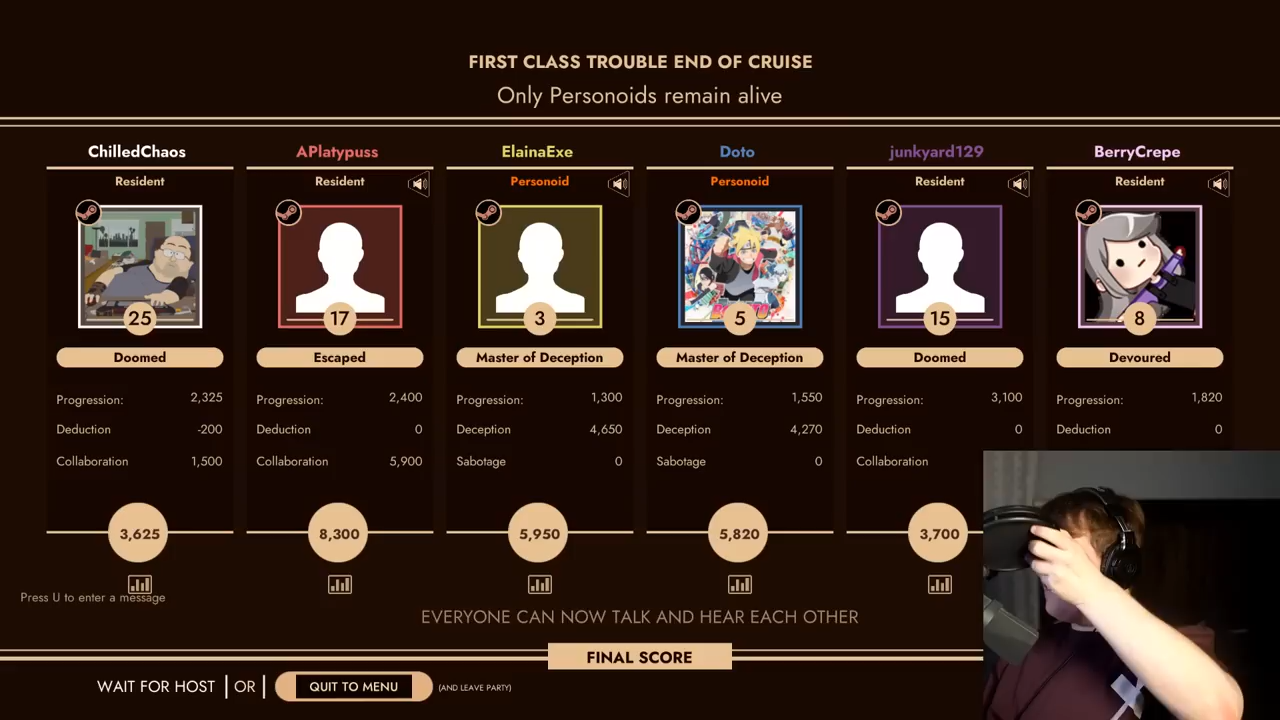 FIRST CLASS TROUBLE END OF CRUISE
Only Personoids remain alive
ChilledChaos APlatypuss ElainaExe Doto junkyard129 BerryCrepe
Resident Resident Personoid Personoid Resident Resident
25 17 3 5 15 8
Doomed Escaped Master of Deception Master of Deception Doomed Devoured
Progression: 2,325 Progression: 2,400 Progression: 1,300 Progression: 1,550 Progression: 3,100 Progression: 1,820
Deduction -200 Deduction 0 Deception 4,650 Deception 4,270 Deduction 0 Deduction 0
Collaboration 1,500 Collaboration 5,900 Sabotage 0 Sabotage 0 Collaboration
3,625 8,300 5,950 5,820 3,700
Press U to enter a message
EVERYONE CAN NOW TALK AND HEAR EACH OTHER
FINAL SCORE
WAIT FOR HOST | OR | QUIT TO MENU (AND LEAVE PARTY)